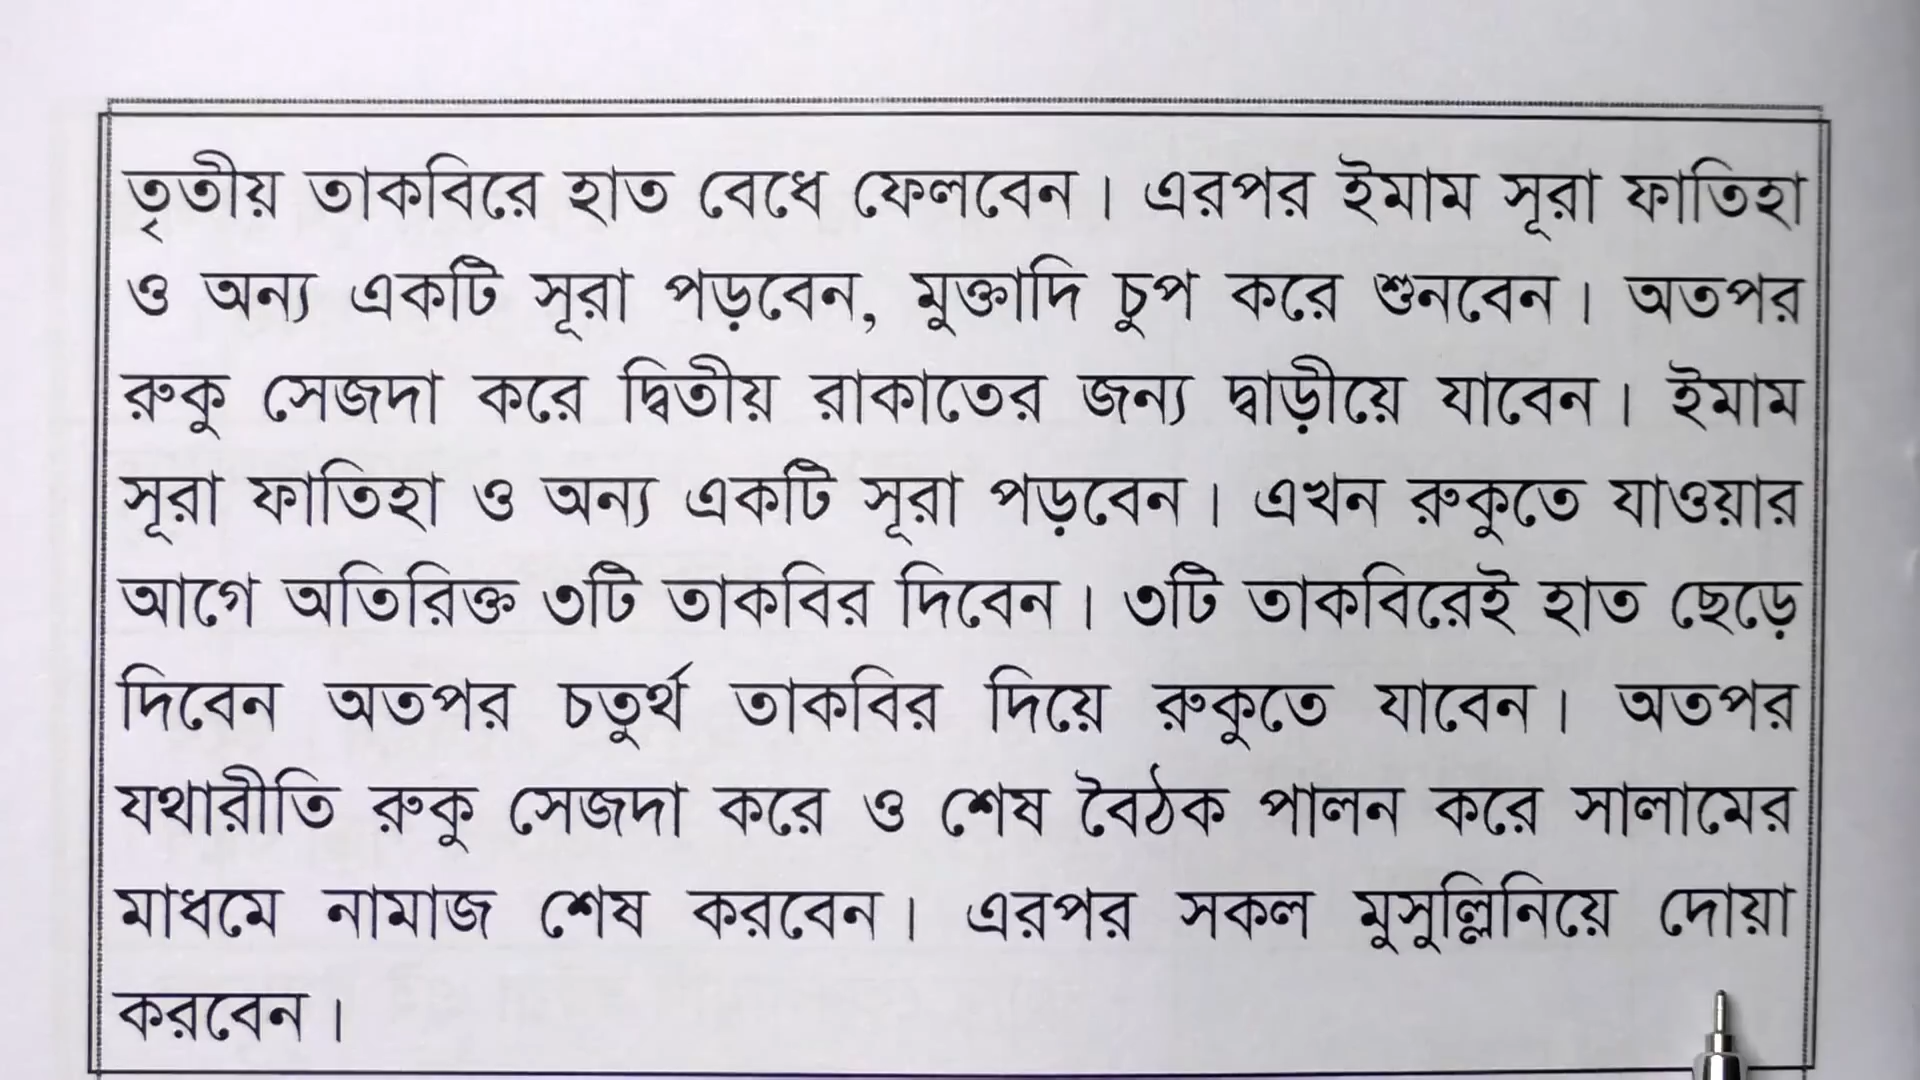 তৃতীয় তাকবিরে হাত বেধে ফেলবেন। এরপর ইমাম সূরা ফাতিহা
ও অন্য একটি সূরা পড়বেন, মুক্তাদি চুপ করে শুনবেন। অতপর
রুকু সেজদা করে দ্বিতীয় রাকাতের জন্য দ্বাড়ীয়ে যাবেন। ইমাম
সূরা ফাতিহা ও অন্য একটি সূরা পড়বেন। এখন রুকুতে যাওয়ার
আগে অতিরিক্ত ৩টি তাকবির দিবেন। ৩টি তাকবিরেই হাত ছেড়ে
দিবেন অতপর চতুর্থ তাকবির দিয়ে রুকুতে যাবেন। অতপর
যথারীতি রুকু সেজদা করে ও শেষ বৈঠক পালন করে সালামের
মাধমে নামাজ শেষ করবেন। এরপর সকল মুসুল্লিনিয়ে দোয়া
করবেন।